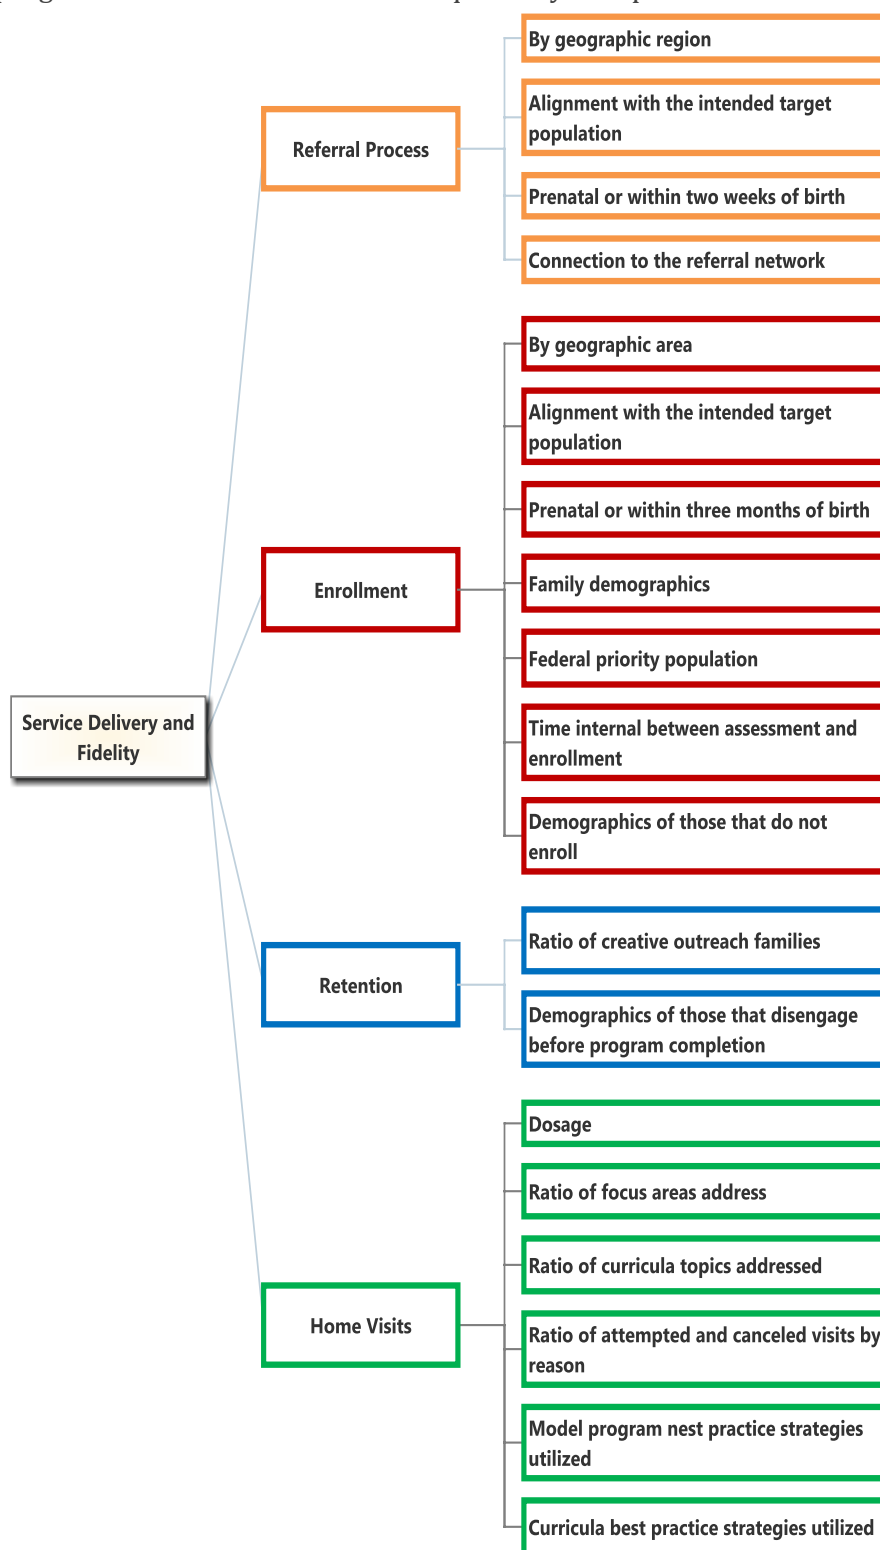 By geographic region
Alignment with the intended target
population
Referral Process
Prenatal or within two weeks of birth
Connection to the referral network
By geographic area
Alignment with the intended target
population
Prenatal or within three months of birth
Enrollment
Family demographics
Federal priority population
Service Delivery and
Fidelity
Time internal between assessment and
enrollment
Demographics of those that do not
enroll
Ratio of creative outreach families
Retention
Demographics of those that disengage
before program completion
Dosage
Ratio of focus areas address
Ratio of curricula topics addressed
Home Visits
Ratio of attempted and canceled visits by
reason
Model program nest practice strategies
utilized
Curricula best practice strategies utilized